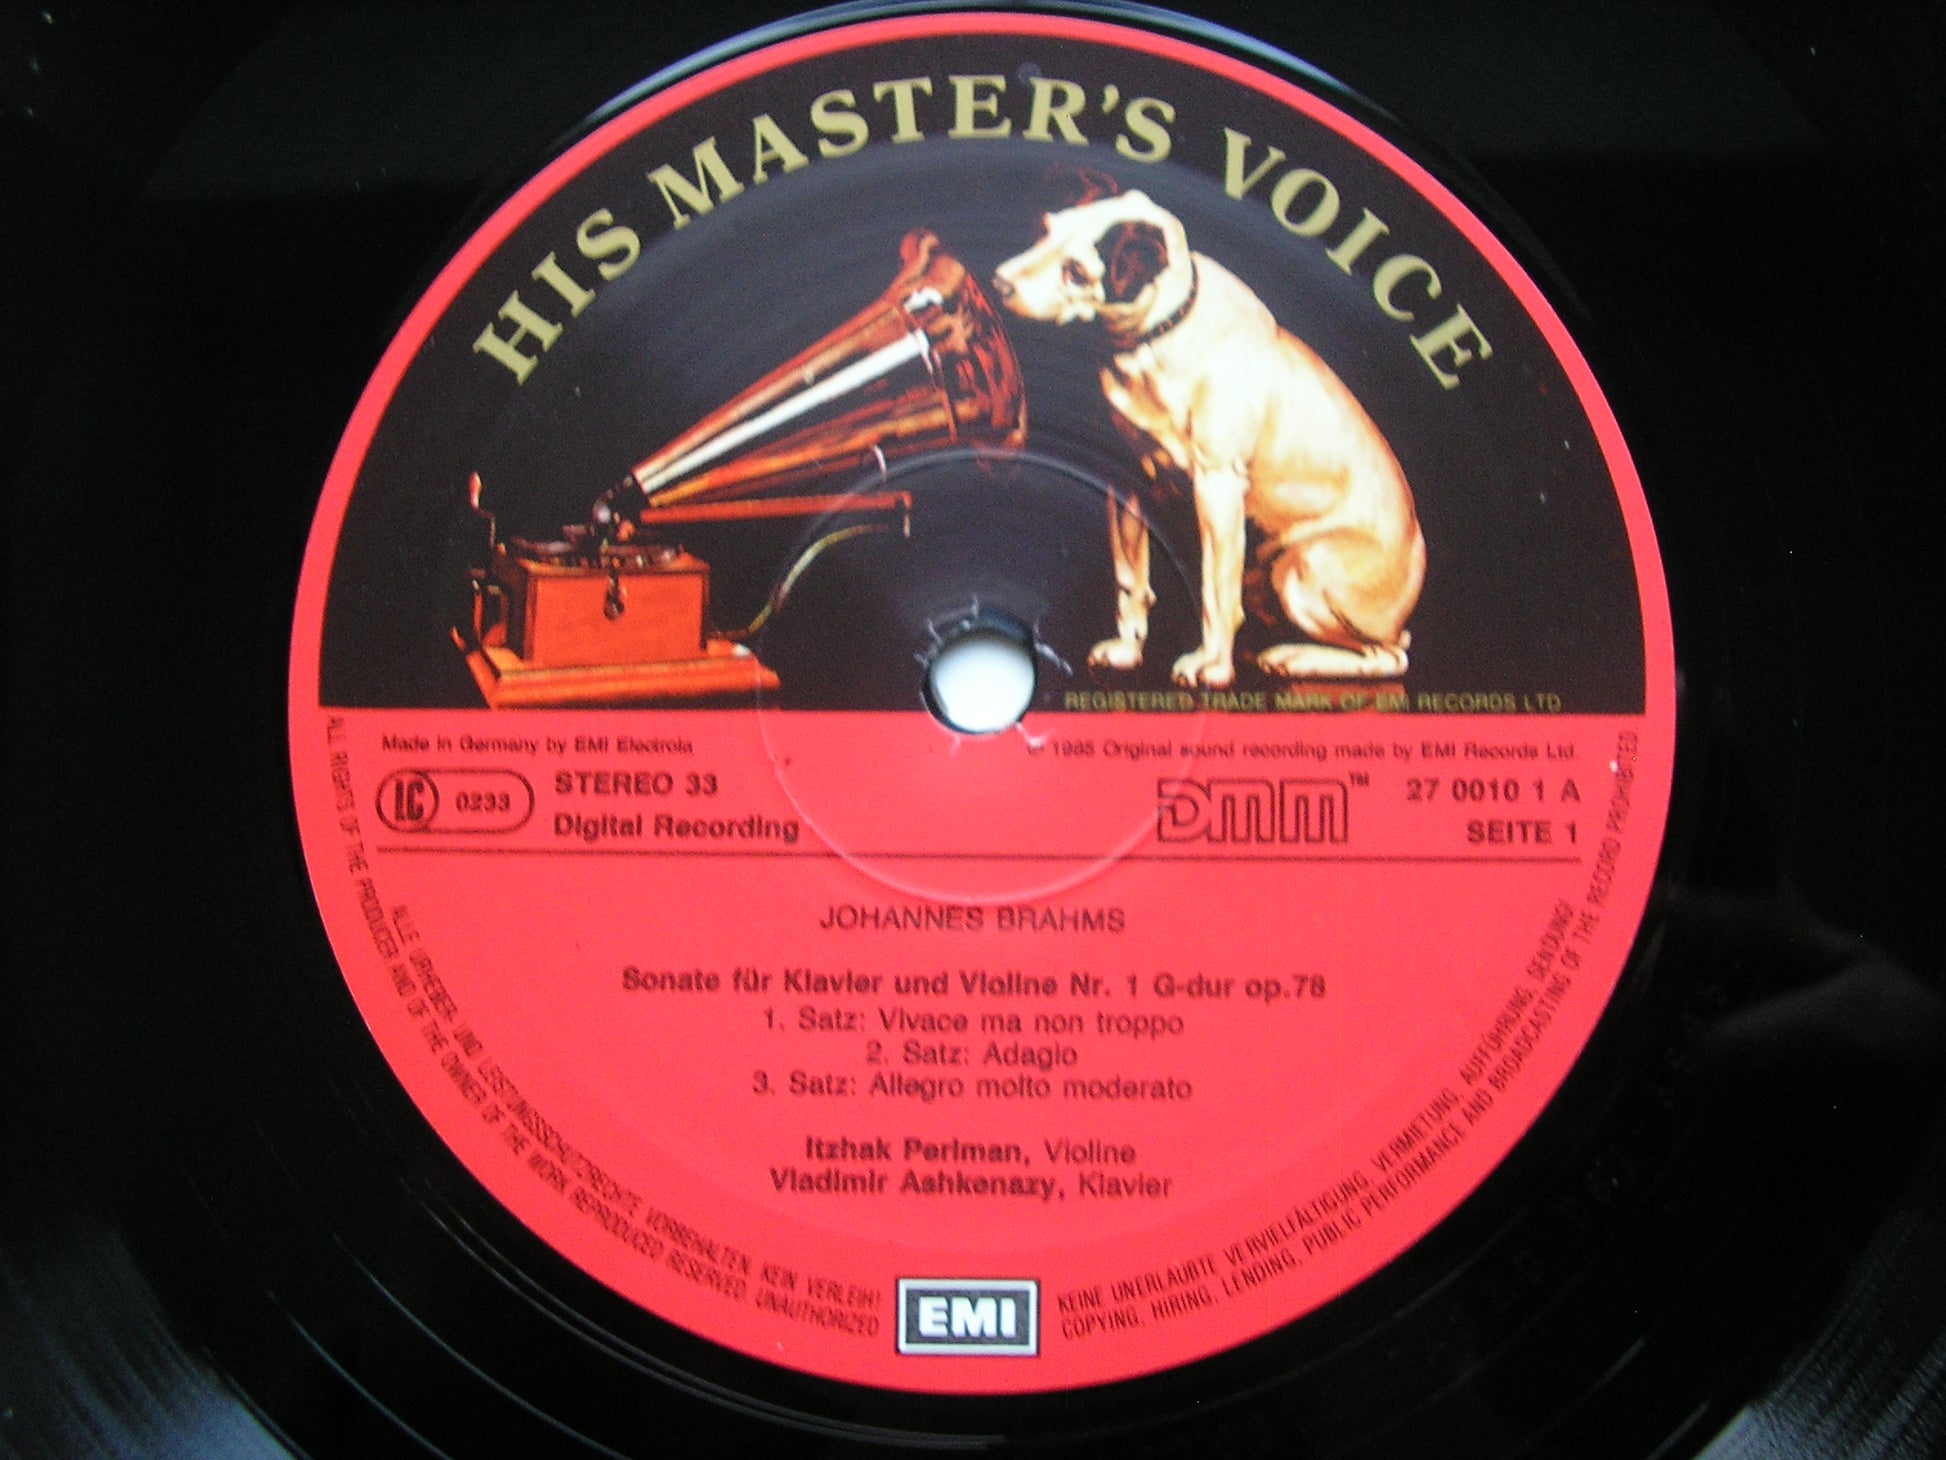 HIS MASTER'S VOICE
REGISTERED TRADE MARK OF EMI RECORDS LTD
Made in Germany by EMI Electrola
℗ 1985 Original sound recording made by EMI Records Ltd.
LC 0233
STEREO 33
Digital Recording
DMM™
27 0010 1 A
SEITE 1
JOHANNES BRAHMS
Sonate für Klavier und Violine Nr. 1 G-dur op.78
1. Satz: Vivace ma non troppo
2. Satz: Adagio
3. Satz: Allegro molto moderato
Itzhak Perlman, Violine
Vladimir Ashkenazy, Klavier
ALLE URHEBER- UND LEISTUNGSSCHUTZRECHTE VORBEHALTEN. KEIN VERLEIH! KEINE UNERLAUBTE VERVIELFÄLTIGUNG, VERMIETUNG, AUFFÜHRUNG, SENDUNG!
ALL RIGHTS OF THE PRODUCER AND OF THE OWNER OF THE WORK REPRODUCED RESERVED. UNAUTHORIZED COPYING, HIRING, LENDING, PUBLIC PERFORMANCE AND BROADCASTING OF THE RECORD PROHIBITED
EMI